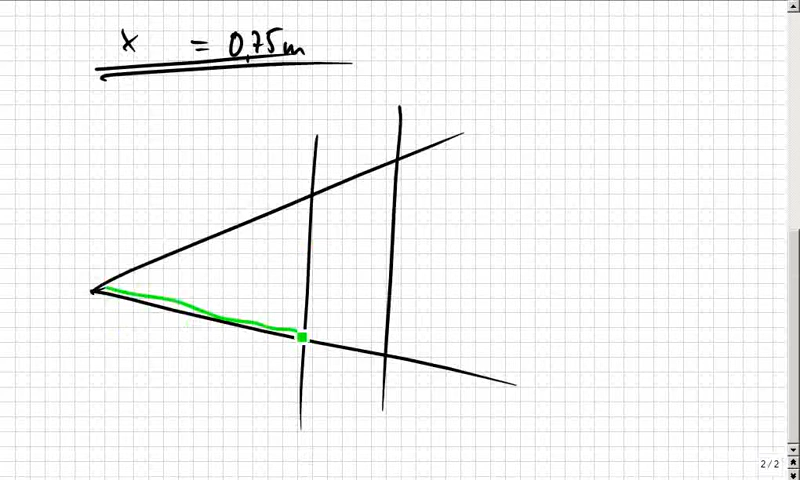 x = 0,75m
2/2